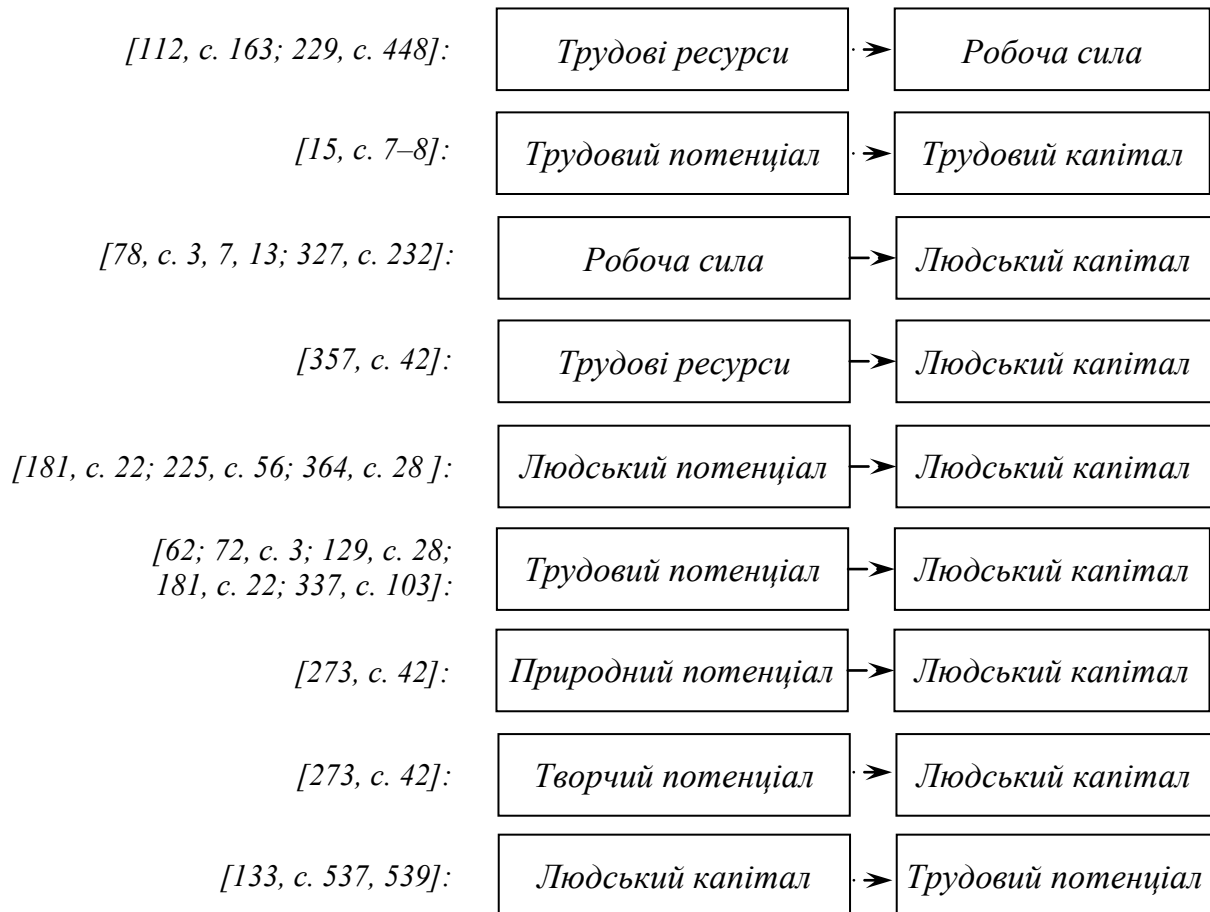 [112, с. 163; 229, с. 448]: Трудові ресурси Робоча сила
[15, с. 7–8]: Трудовий потенціал Трудовий капітал
[78, с. 3, 7, 13; 327, с. 232]: Робоча сила Людський капітал
[357, с. 42]: Трудові ресурси Людський капітал
[181, с. 22; 225, с. 56; 364, с. 28 ]: Людський потенціал Людський капітал
[62; 72, с. 3; 129, с. 28;
181, с. 22; 337, с. 103]: Трудовий потенціал Людський капітал
[273, с. 42]: Природний потенціал Людський капітал
[273, с. 42]: Творчий потенціал Людський капітал
[133, с. 537, 539]: Людський капітал Трудовий потенціал